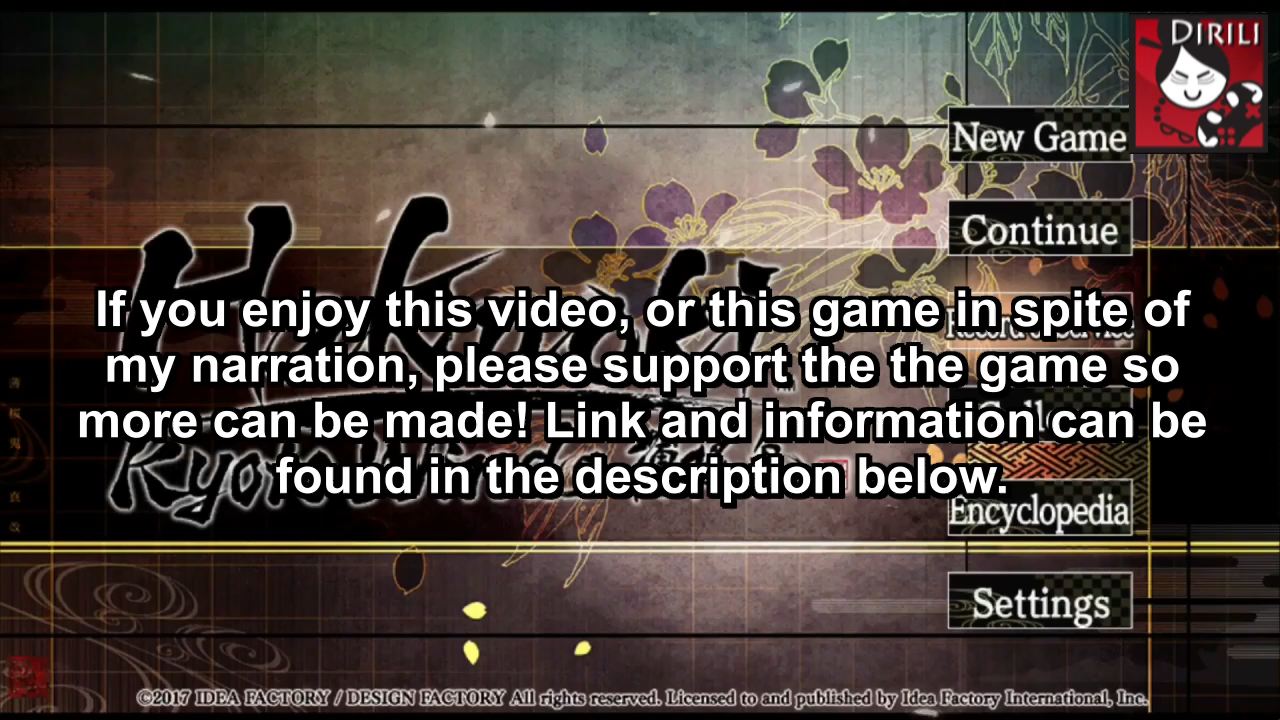 DIRILI
New Game
Continue
If you enjoy this video, or this game in spite of
my narration, please support the the game so
more can be made! Link and information can be
found in the description below.
Encyclopedia
Settings
©2017 IDEA FACTORY / DESIGN FACTORY All rights reserved. Licensed to and published by Idea Factory International, Inc.